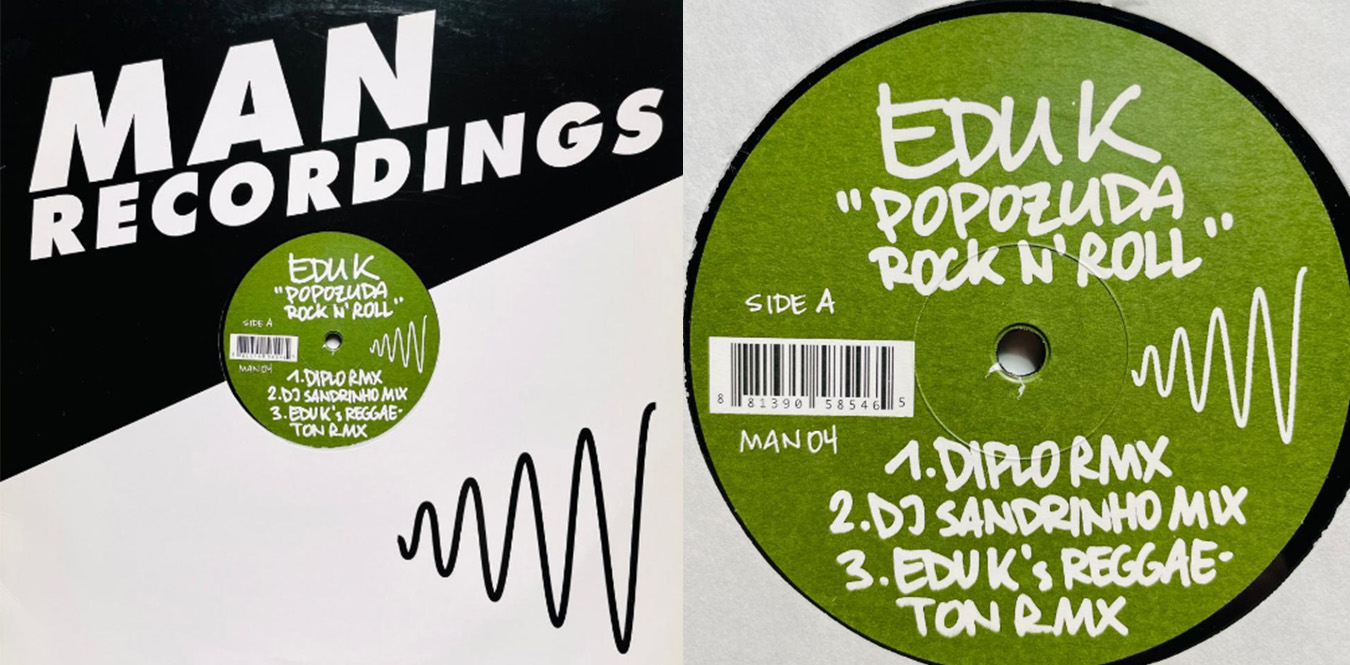 MAN
RECORDINGS
EDU K
"POPOZUDA
ROCK N' ROLL"
SIDE A
MAN04
1. DIPLO RMX
2. DJ SANDRINHO MIX
3. EDU K's REGGAE-
TON RMX
EDU K
"POPOZUDA
ROCK N' ROLL"
SIDE A
8 81390 58546 5
MAN 04
1. DIPLO RMX
2. DJ SANDRINHO MIX
3. EDU K's REGGAE-
TON RMX